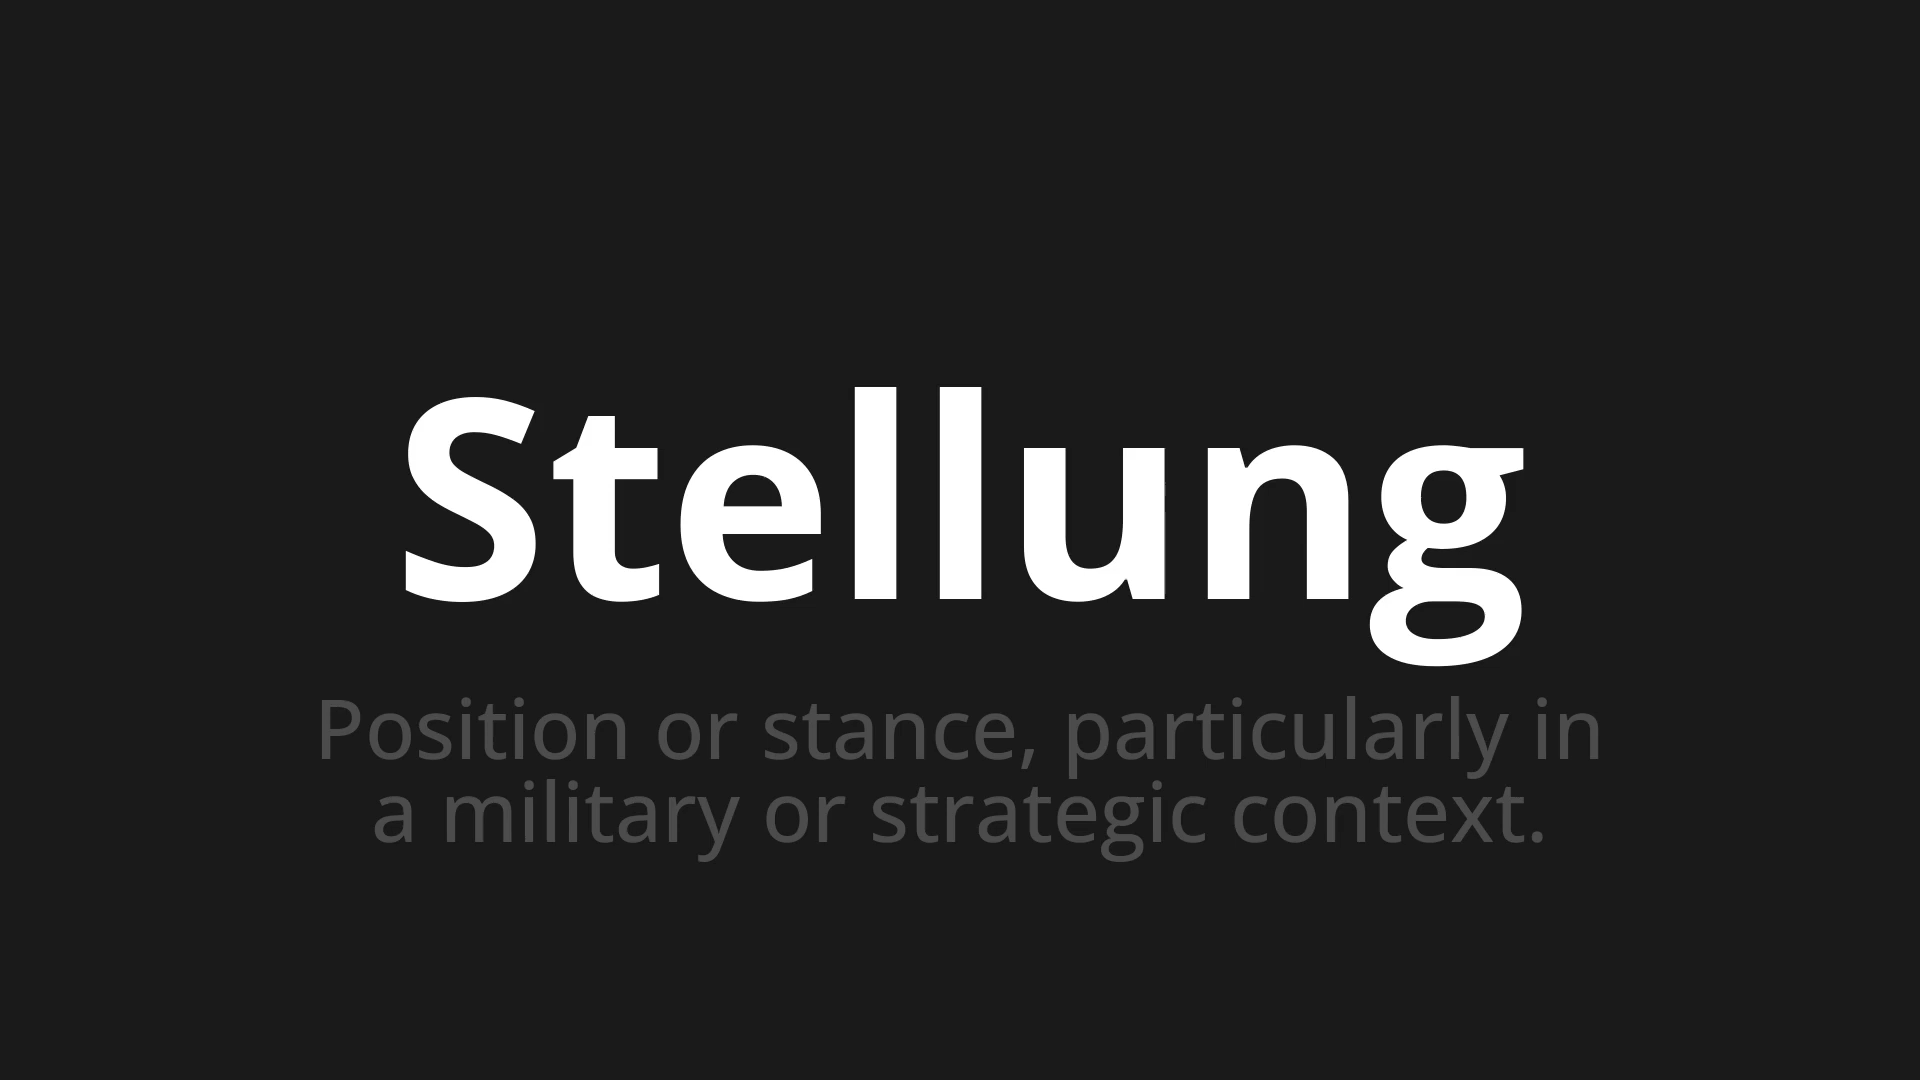 Stellung
Position or stance, particularly in
a military or strategic context.